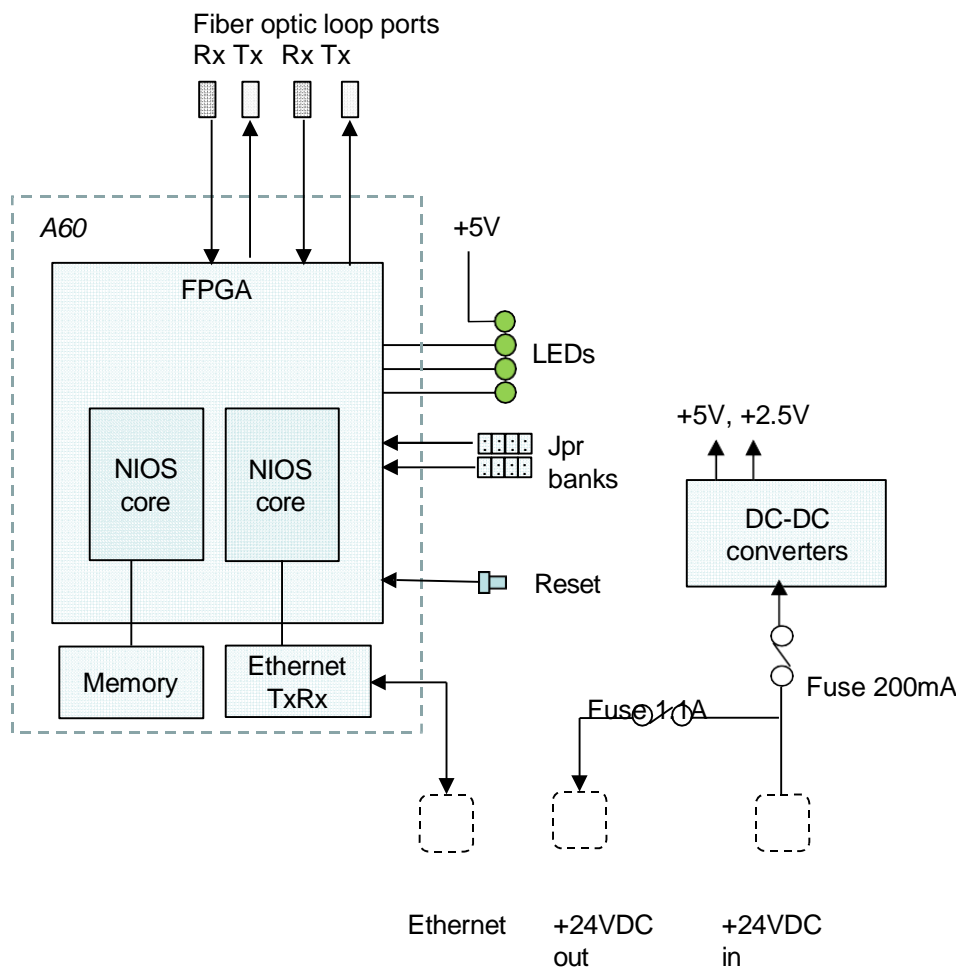 Fiber optic loop ports
Rx Tx Rx Tx
A60
+5V
FPGA
LEDs
+5V, +2.5V
NIOS
core
NIOS
core
Jpr
banks
DC-DC
converters
Reset
Memory
Ethernet
TxRx
Fuse 200mA
Fuse 1.1A
Ethernet
+24VDC
out
+24VDC
in